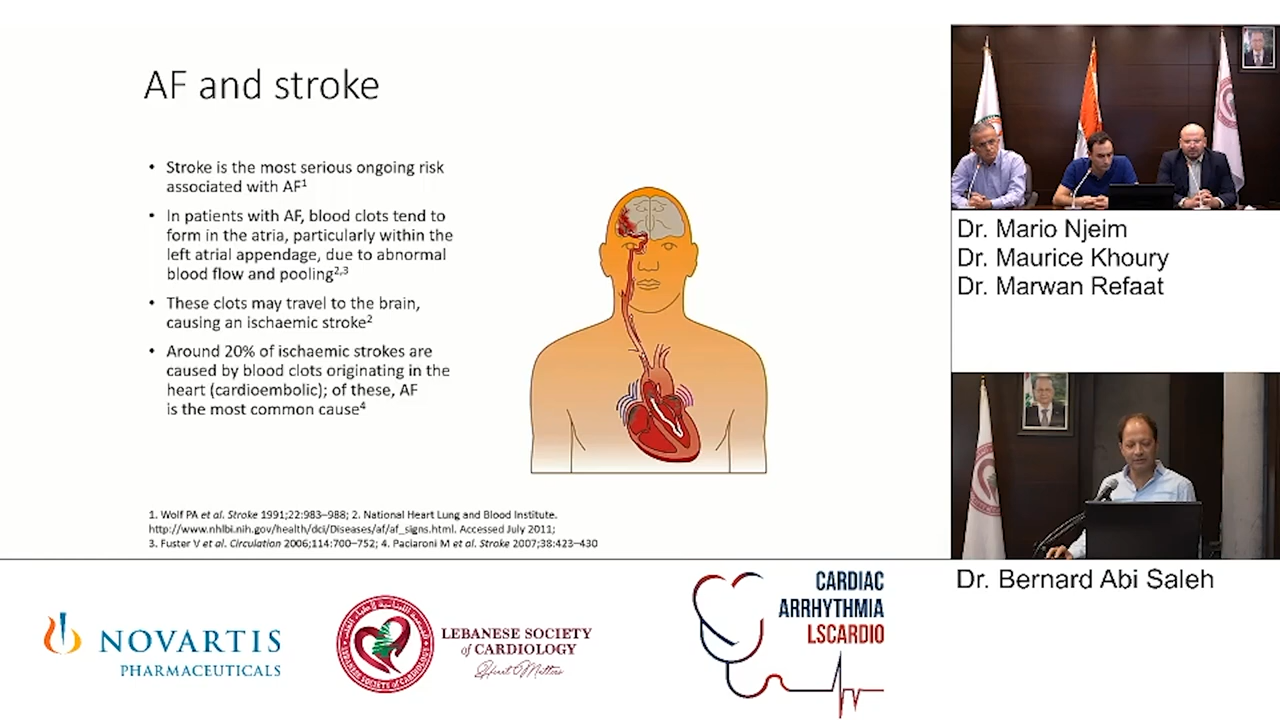 AF and stroke
• Stroke is the most serious ongoing risk
associated with AF1
• In patients with AF, blood clots tend to
form in the atria, particularly within the
left atrial appendage, due to abnormal
blood flow and pooling2,3
• These clots may travel to the brain,
causing an ischaemic stroke2
• Around 20% of ischaemic strokes are
caused by blood clots originating in the
heart (cardioembolic); of these, AF
is the most common cause4
1. Wolf PA et al. Stroke 1991;22:983–988; 2. National Heart Lung and Blood Institute.
http://www.nhlbi.nih.gov/health/dci/Diseases/af/af_signs.html. Accessed July 2011;
3. Fuster V et al. Circulation 2006;114:700–752; 4. Paciaroni M et al. Stroke 2007;38:423–430
Dr. Mario Njeim
Dr. Maurice Khoury
Dr. Marwan Refaat
Dr. Bernard Abi Saleh
NOVARTIS
PHARMACEUTICALS
LEBANESE SOCIETY of CARDIOLOGY
LEBANESE SOCIETY
of CARDIOLOGY
Heart Matters
CARDIAC
ARRHYTHMIA
LSCARDIO